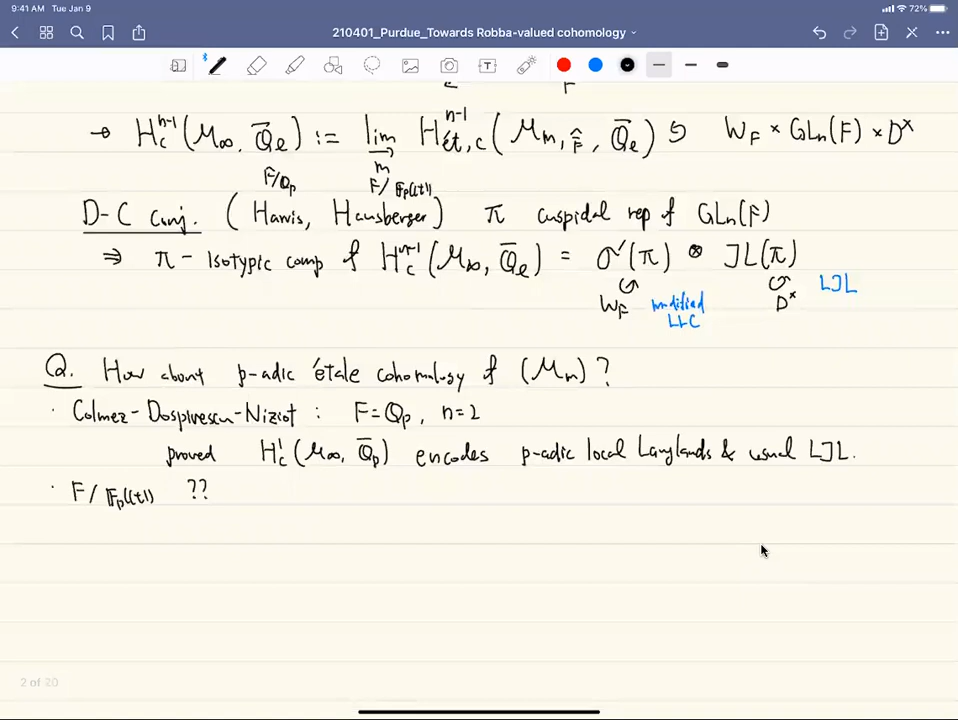 9:41 AM Tue Jan 9
72%
210401_Purdue_Towards Robba-valued cohomology
→ H_c^{n-1}(M_∞, Q̄_ℓ) := lim_{→ m} H_{ét,c}^{n-1}(M_{m, F̂̄}, Q̄_ℓ) ↺ W_F × GLn(F) × D^×
F/Q_p F/F_p((t))
D-C conj. (Harris, Hausberger) π cuspidal rep of GLn(F)
⇒ π-isotypic comp of H_c^{n-1}(M_∞, Q̄_ℓ) = σ'(π) ⊗ JL(π)
W_F modified LLC D^× LJL
Q. How about p-adic étale cohomology of (M_m)?
· Colmez-Dospinescu-Niziol : F=Q_p, n=2
proved H_c^1(M_∞, Q̄_p) encodes p-adic local Langlands & usual LJL.
· F/F_p((t)) ??
2 of 20